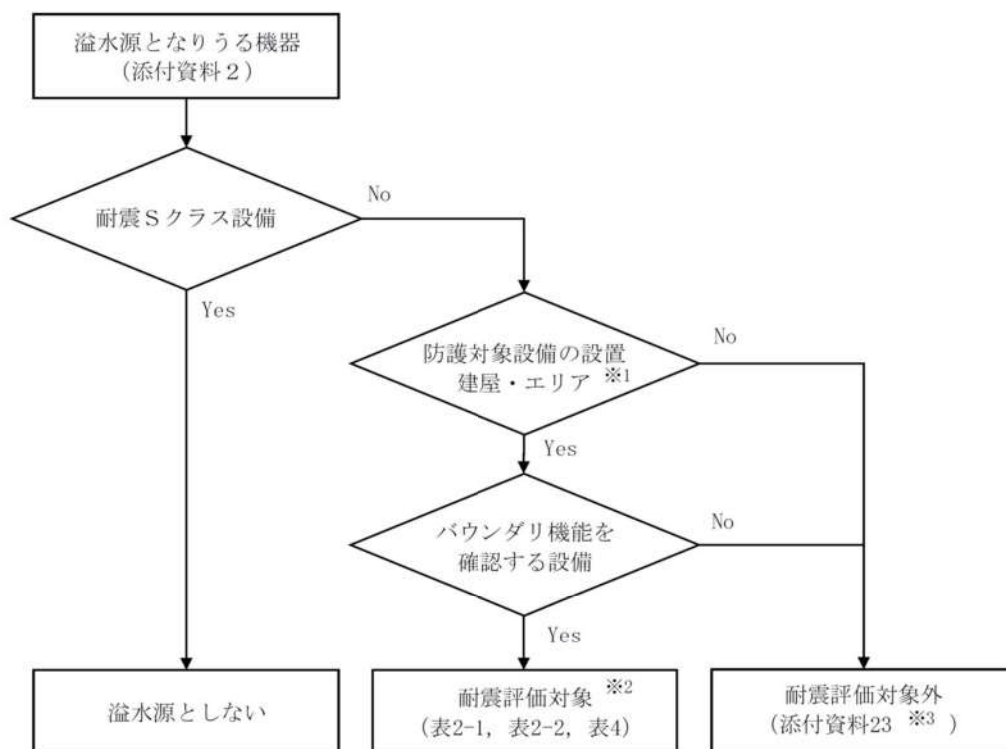 溢水源となりうる機器
(添付資料2)
耐震Sクラス設備
No
Yes
防護対象設備の設置
建屋・エリア ※1
No
Yes
バウンダリ機能を
確認する設備
No
Yes
溢水源としない
耐震評価対象 ※2
(表2-1, 表2-2, 表4)
耐震評価対象外
(添付資料23 ※3 )